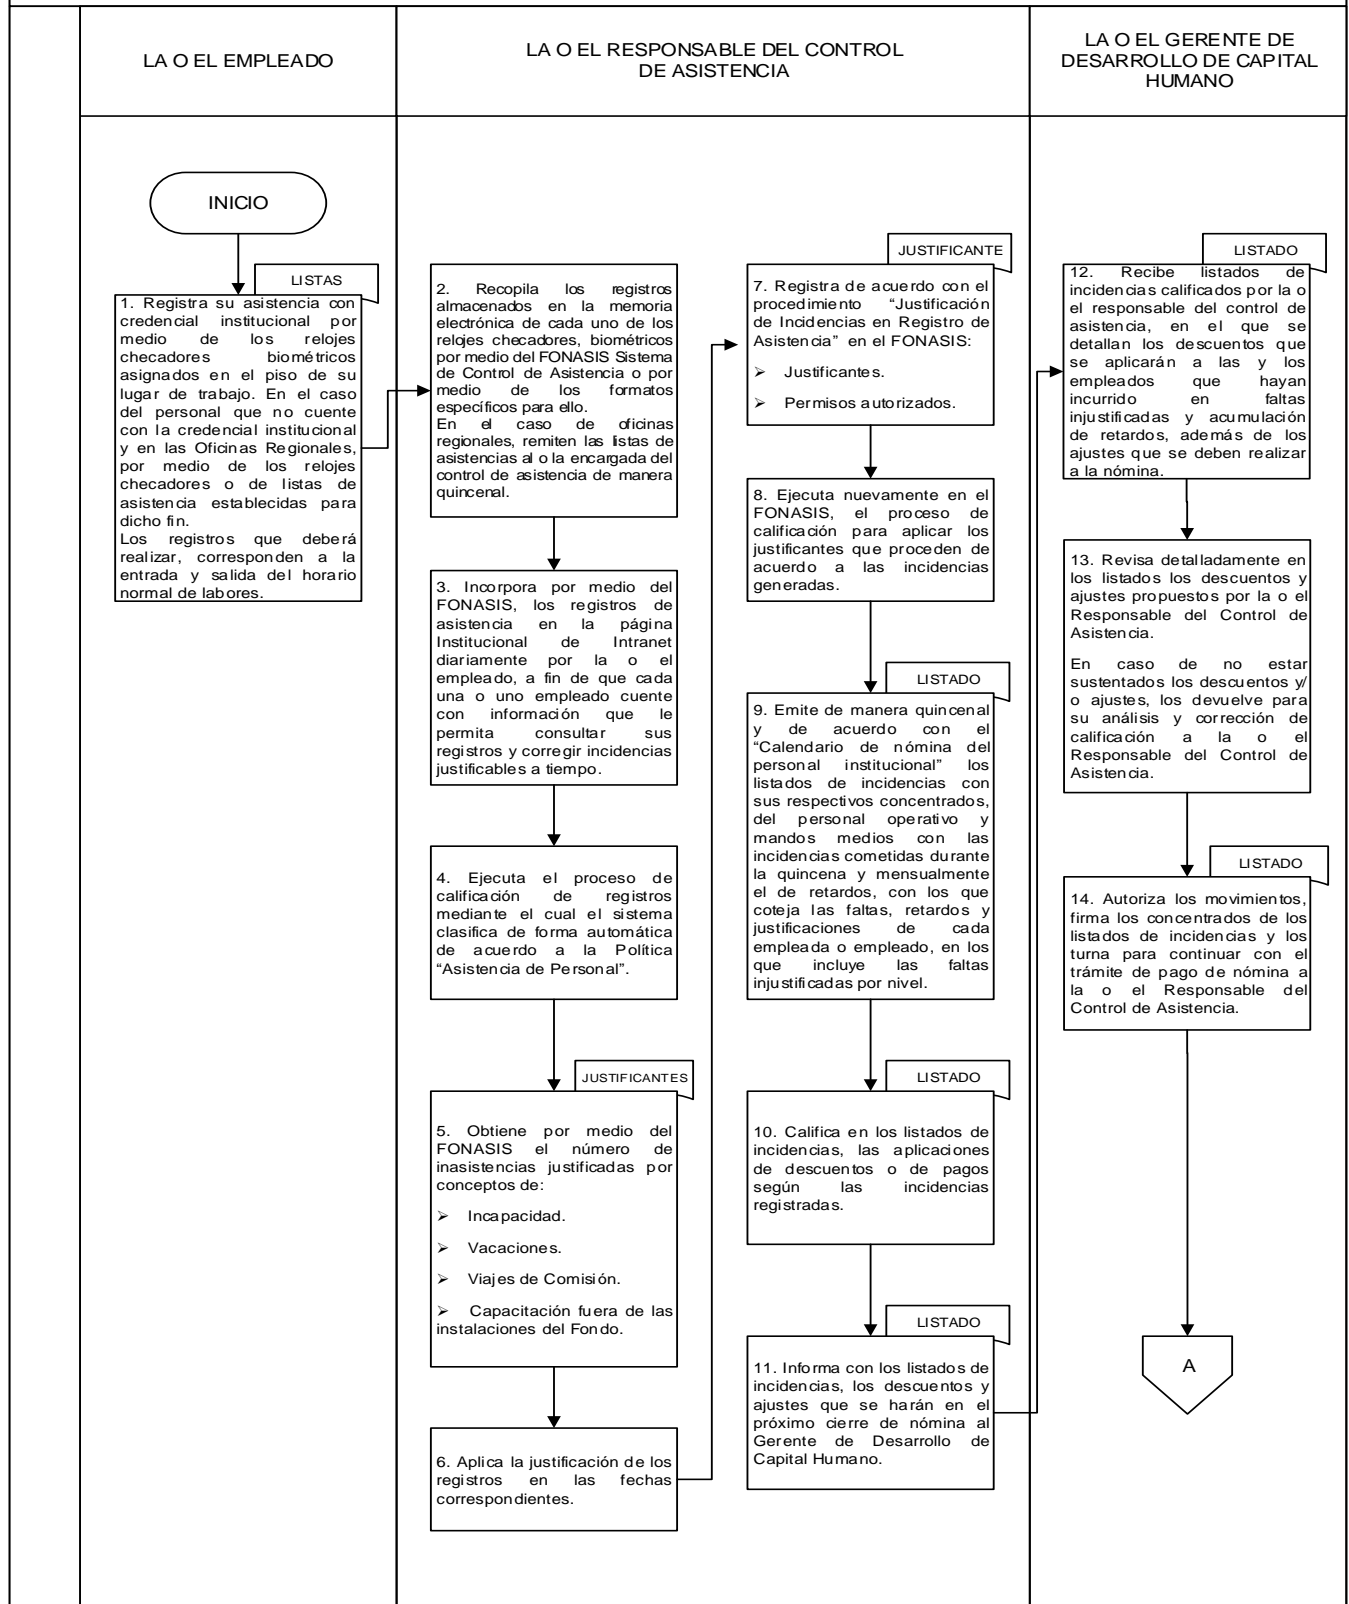 LA O EL EMPLEADO
LA O EL RESPONSABLE DEL CONTROL
DE ASISTENCIA
LA O EL GERENTE DE
DESARROLLO DE CAPITAL
HUMANO
INICIO
LISTAS
1. Registra su asistencia con
credencial institucional por
medio de los relojes
checadores biométricos
asignados en el piso de su
lugar de trabajo. En el caso
del personal que no cuente
con la credencial institucional
y en las Oficinas Regionales,
por medio de los relojes
checadores o de listas de
asistencia establecidas para
dicho fin.
Los registros que deberá
realizar, corresponden a la
entrada y salida del horario
normal de labores.
2. Recopila los registros
almacenados en la memoria
electrónica de cada uno de los
relojes checadores, biométricos
por medio del FONASIS Sistema
de Control de Asistencia o por
medio de los formatos
específicos para ello.
En el caso de oficinas
regionales, remiten las listas de
asistencias al o la encargada del
control de asistencia de manera
quincenal.
3. Incorpora por medio del
FONASIS, los registros de
asistencia en la página
Institucional de Intranet
diariamente por la o el
empleado, a fin de que cada
una o uno empleado cuente
con información que le
permita consultar sus
registros y corregir incidencias
justificables a tiempo.
4. Ejecuta el proceso de
calificación de registros
mediante el cual el sistema
clasifica de forma automática
de acuerdo a la Política
“Asistencia de Personal”.
JUSTIFICANTES
5. Obtiene por medio del
FONASIS el número de
inasistencias justificadas por
conceptos de:
➢ Incapacidad.
➢ Vacaciones.
➢ Viajes de Comisión.
➢ Capacitación fuera de las
instalaciones del Fondo.
6. Aplica la justificación de los
registros en las fechas
correspondientes.
JUSTIFICANTE
7. Registra de acuerdo con el
procedimiento “Justificación
de Incidencias en Registro de
Asistencia” en el FONASIS:
➢ Justificantes.
➢ Permisos autorizados.
8. Ejecuta nuevamente en el
FONASIS, el proceso de
calificación para aplicar los
justificantes que proceden de
acuerdo a las incidencias
generadas.
LISTADO
9. Emite de manera quincenal
y de acuerdo con el
“Calendario de nómina del
personal institucional” los
listados de incidencias con
sus respectivos concentrados,
del personal operativo y
mandos medios con las
incidencias cometidas durante
la quincena y mensualmente
el de retardos, con los que
coteja las faltas, retardos y
justificaciones de cada
empleada o empleado, en los
que incluye las faltas
injustificadas por nivel.
LISTADO
10. Califica en los listados de
incidencias, las aplicaciones
de descuentos o de pagos
según las incidencias
registradas.
LISTADO
11. Informa con los listados de
incidencias, los descuentos y
ajustes que se harán en el
próximo cierre de nómina al
Gerente de Desarrollo de
Capital Humano.
LISTADO
12. Recibe listados de
incidencias calificados por la o
el responsable del control de
asistencia, en el que se
detallan los descuentos que
se aplicarán a las y los
empleados que hayan
incurrido en faltas
injustificadas y acumulación
de retardos, además de los
ajustes que se deben realizar
a la nómina.
13. Revisa detalladamente en
los listados los descuentos y
ajustes propuestos por la o el
Responsable del Control de
Asistencia.
En caso de no estar
sustentados los descuentos y/
o ajustes, los devuelve para
su análisis y corrección de
calificación a la o el
Responsable del Control de
Asistencia.
LISTADO
14. Autoriza los movimientos,
firma los concentrados de los
listados de incidencias y los
turna para continuar con el
trámite de pago de nómina a
la o el Responsable del
Control de Asistencia.
A